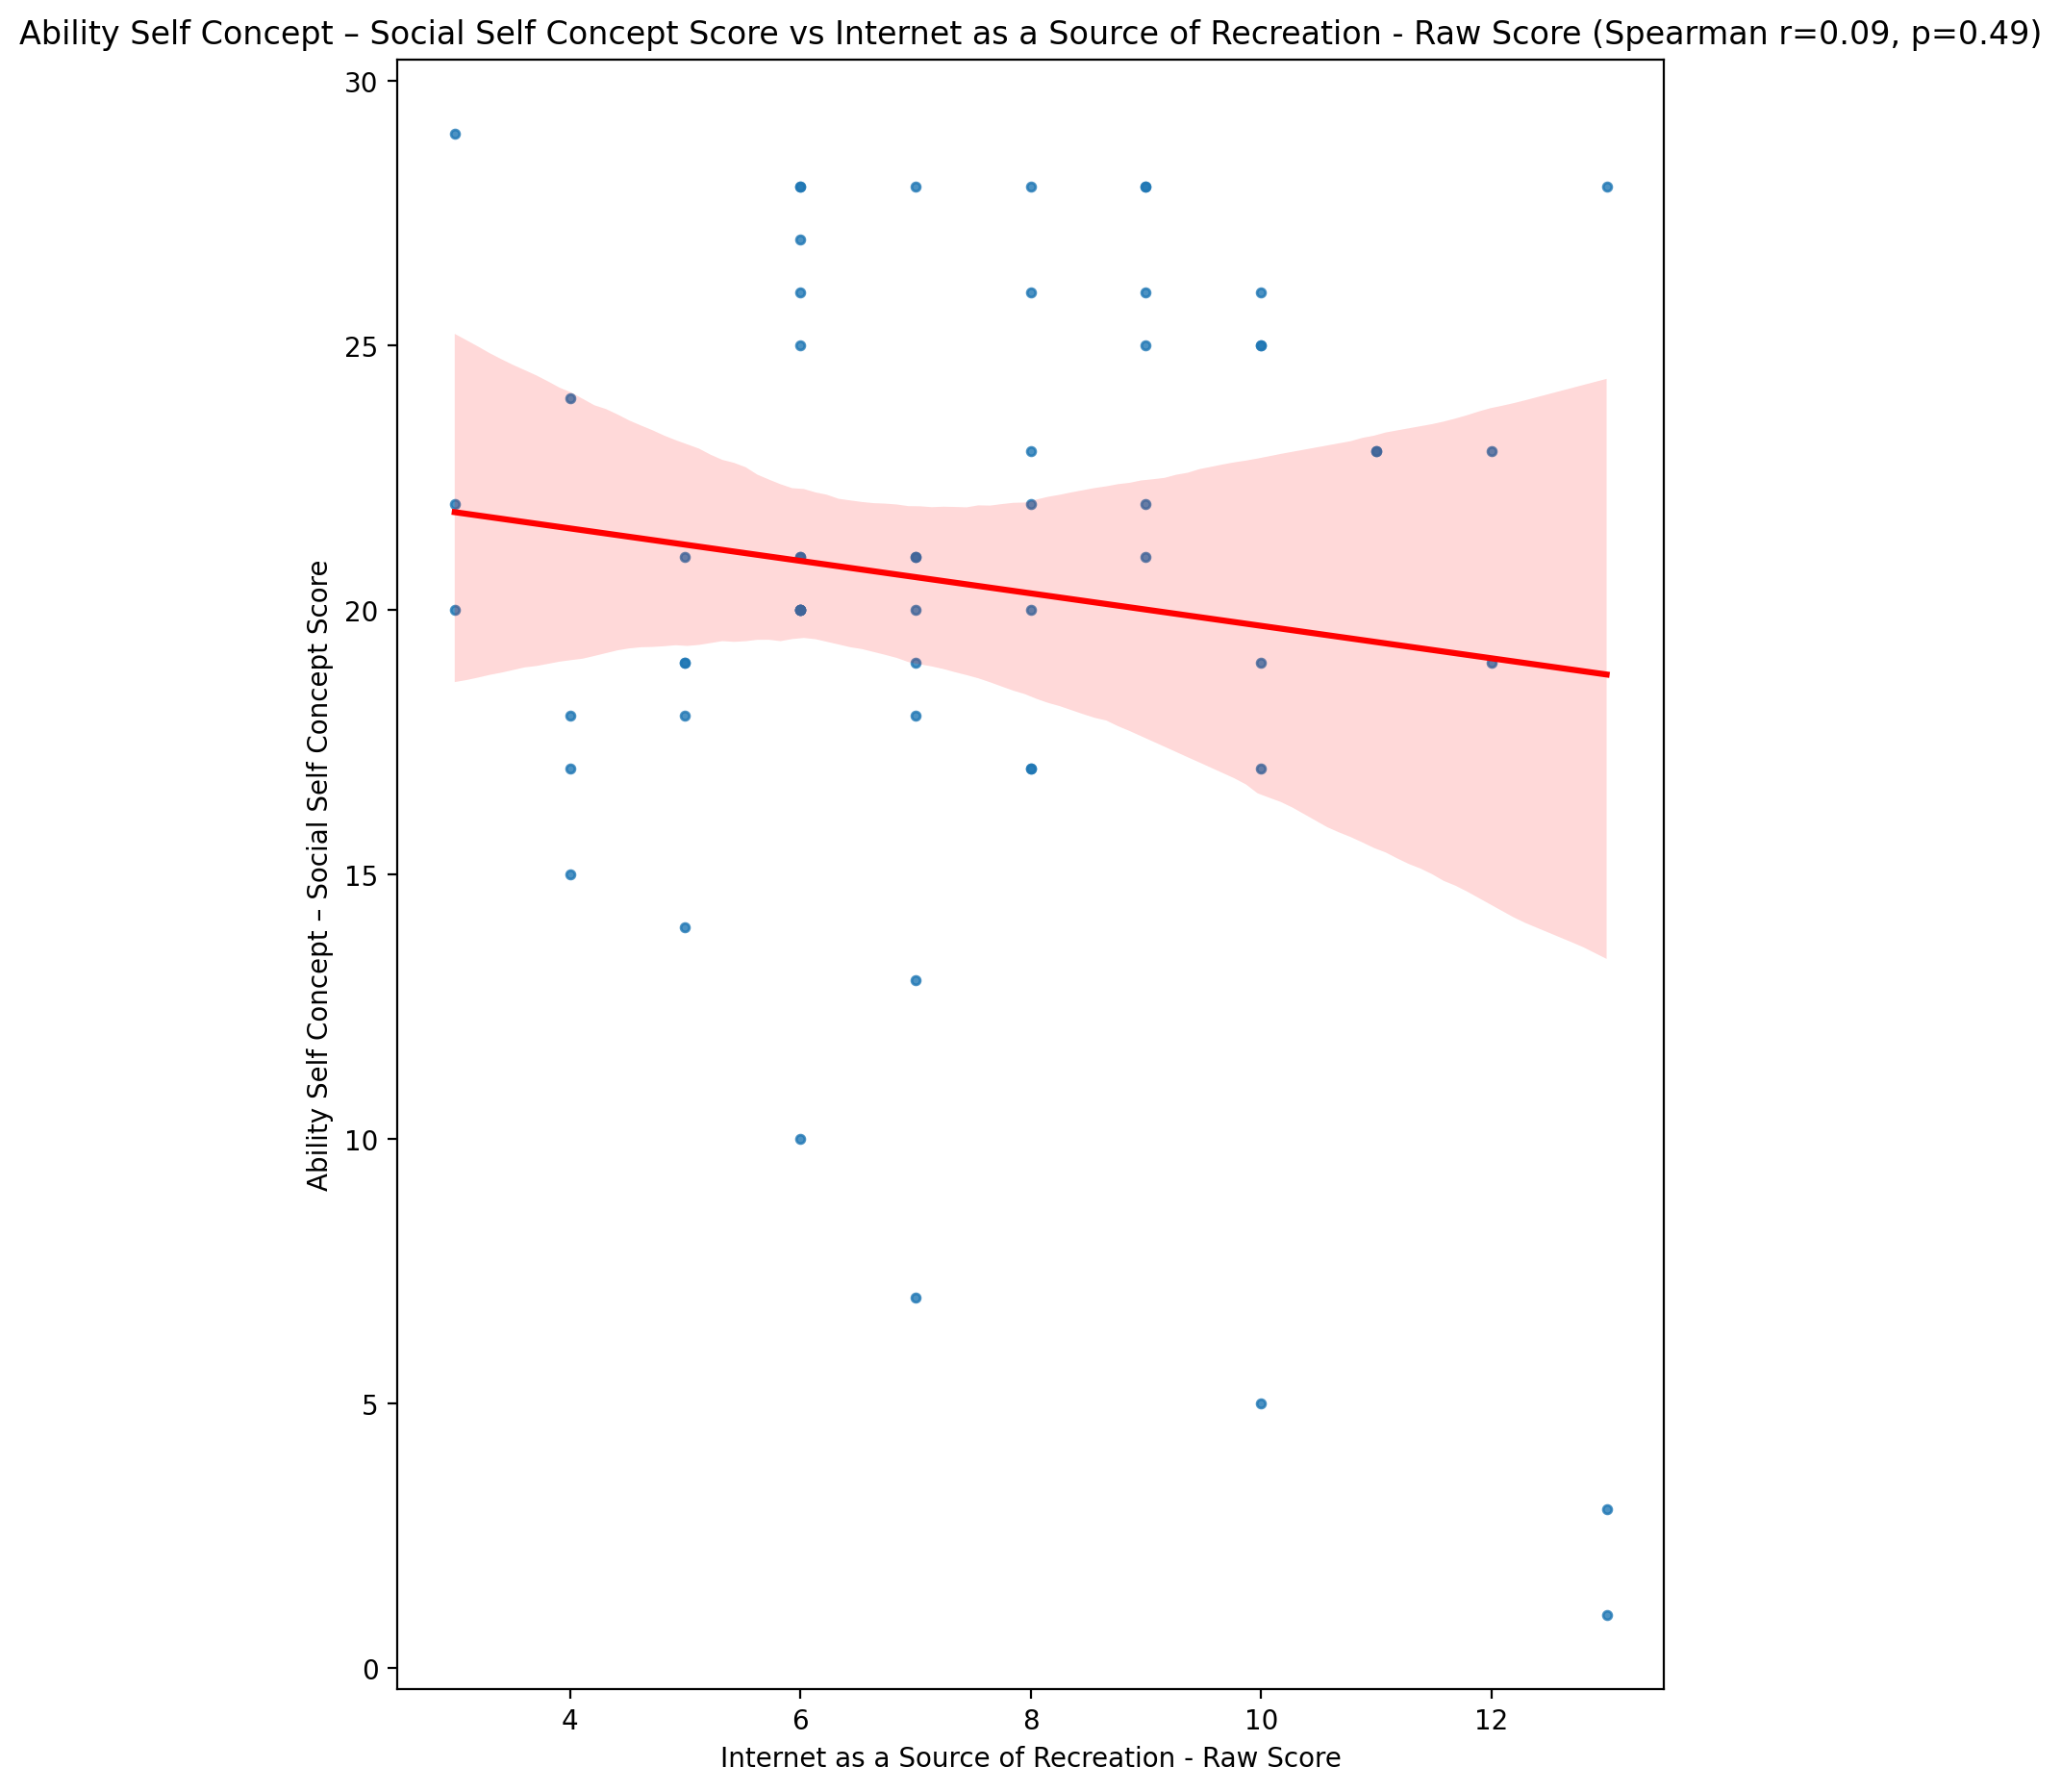 Ability Self Concept – Social Self Concept Score vs Internet as a Source of Recreation - Raw Score (Spearman r=0.09, p=0.49)
Ability Self Concept – Social Self Concept Score
30
25
20
15
10
5
0
4 6 8 10 12
Internet as a Source of Recreation - Raw Score